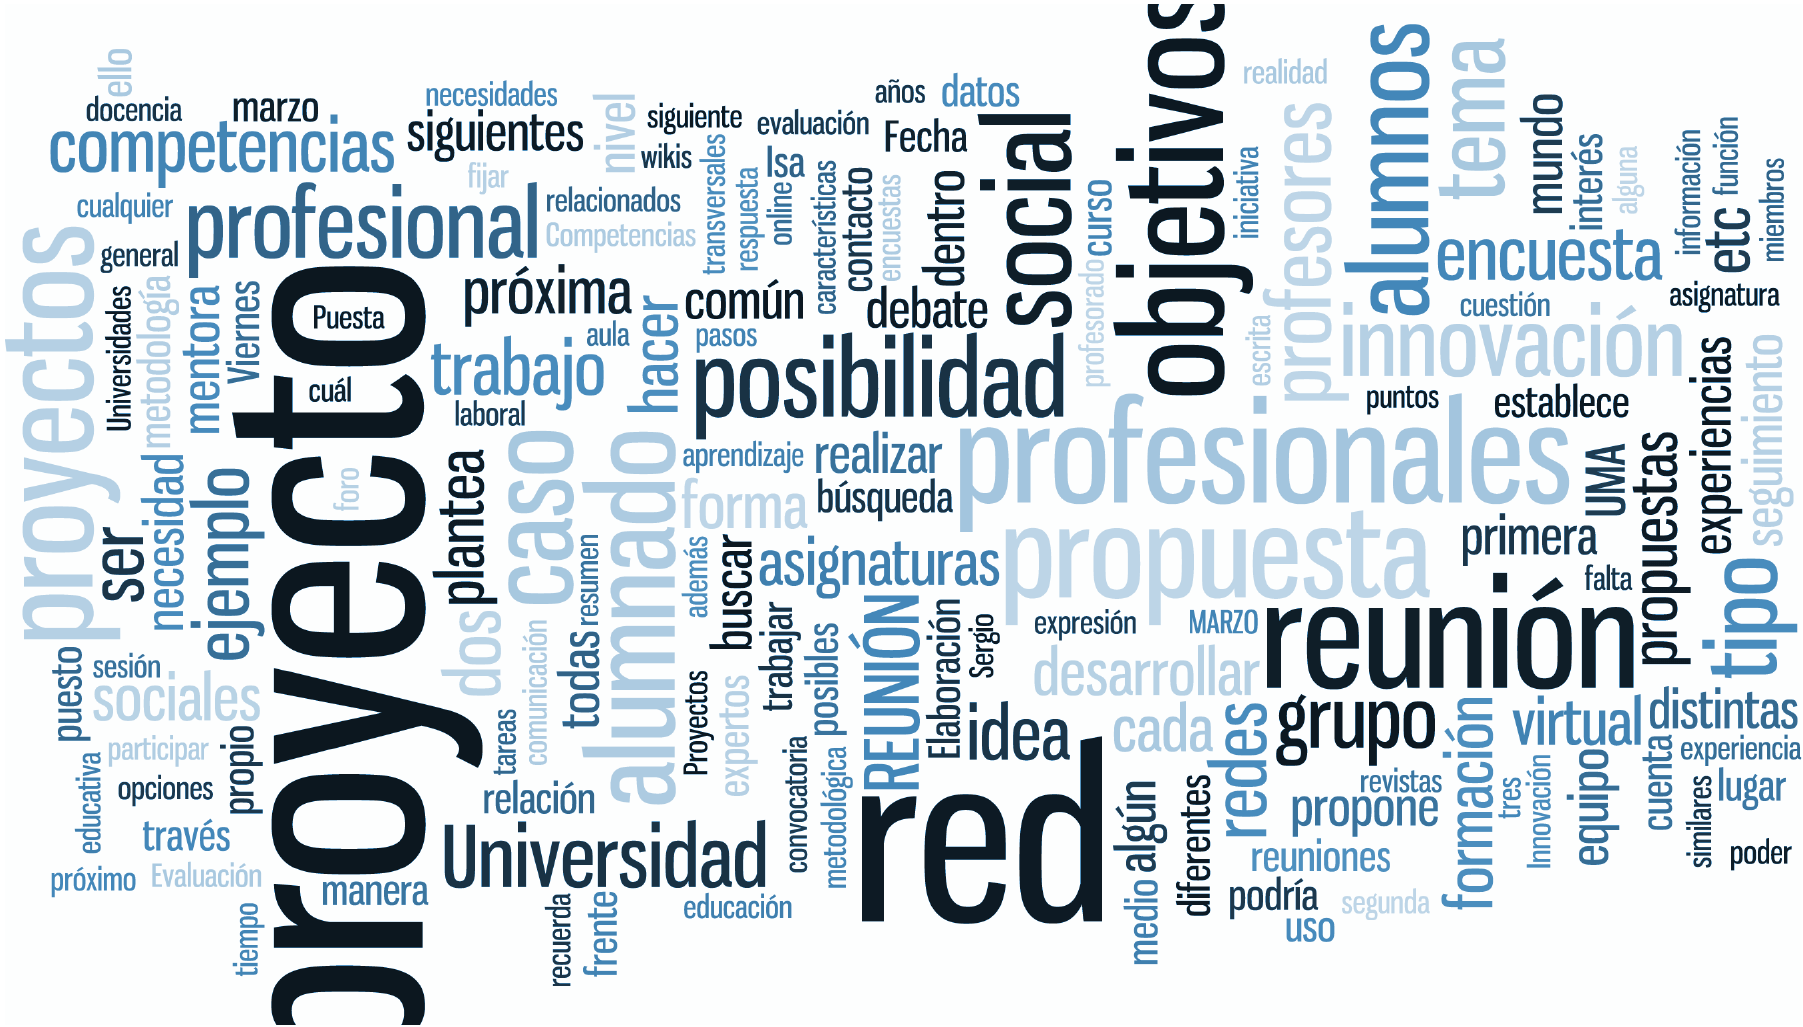 ello
docencia
marzo
competencias
necesidades
siguientes
nivel
siguiente
wikis
evaluación
años
datos
Fecha
realidad
objetivos
alumnos
tema
mundo
interés
alguna
información
función
miembros
etc
fijar
cualquier
profesional
relacionados
Competencias
transversales
respuesta
Isa
online
características
contacto
encuestas
dentro
social
curso
profesorado
iniciativa
profesores
escrita
encuesta
cuestión
asignatura
general
proyectos
Universidades
metodología
mentora
Viernes
proyecto
Puesta
cuál
foro
próxima
aula
trabajo
laboral
hacer
común
pasos
debate
posibilidad
innovación
puntos
establece
experiencias
seguimiento
ser
necesidad
ejemplo
plantea
caso
resumen
alumnado
aprendizaje
realizar
forma
búsqueda
profesionales
UMA
propuestas
además
buscar
asignaturas
propuesta
primera
falta
tipo
puesto
sesión
sociales
participar
dos
comunicación
todas
tareas
Proyectos
expertos
trabajar
posibles
REUNIÓN
Elaboración
Sergio
expresión
MARZO
desarrollar
reunión
educativa
opciones
propio
través
relación
convocatoria
metodológica
idea
cada
redes
grupo
formación
virtual
distintas
experiencia
revistas
propone
tres
Innovación
equipo
cuenta
similares
lugar
poder
próximo
Evaluación
manera
tiempo
Universidad
recuerda
frente
educación
red
medio
algún
diferentes
reuniones
podría
segunda
uso